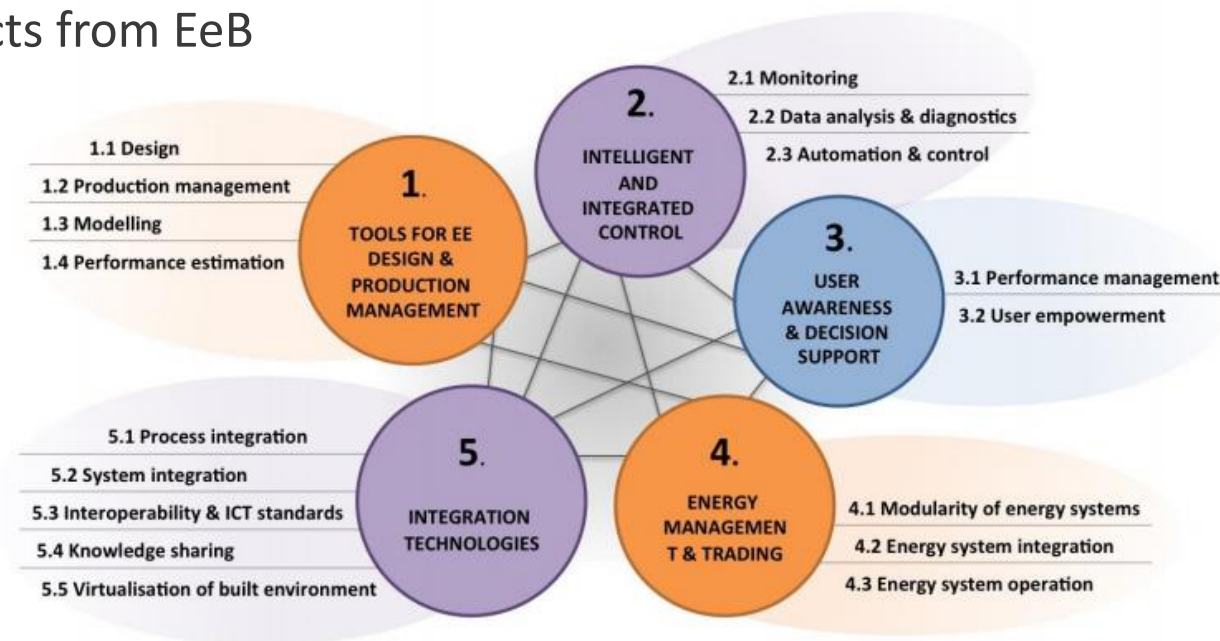 cts from EeB
1.
TOOLS FOR EE
DESIGN &
PRODUCTION
MANAGEMENT
1.1 Design
1.2 Production management
1.3 Modelling
1.4 Performance estimation
2.
INTELLIGENT
AND
INTEGRATED
CONTROL
2.1 Monitoring
2.2 Data analysis & diagnostics
2.3 Automation & control
3.
USER
AWARENESS
& DECISION
SUPPORT
3.1 Performance management
3.2 User empowerment
4.
ENERGY
MANAGEMEN
T & TRADING
4.1 Modularity of energy systems
4.2 Energy system integration
4.3 Energy system operation
5.
INTEGRATION
TECHNOLOGIES
5.1 Process integration
5.2 System integration
5.3 Interoperability & ICT standards
5.4 Knowledge sharing
5.5 Virtualisation of built environment